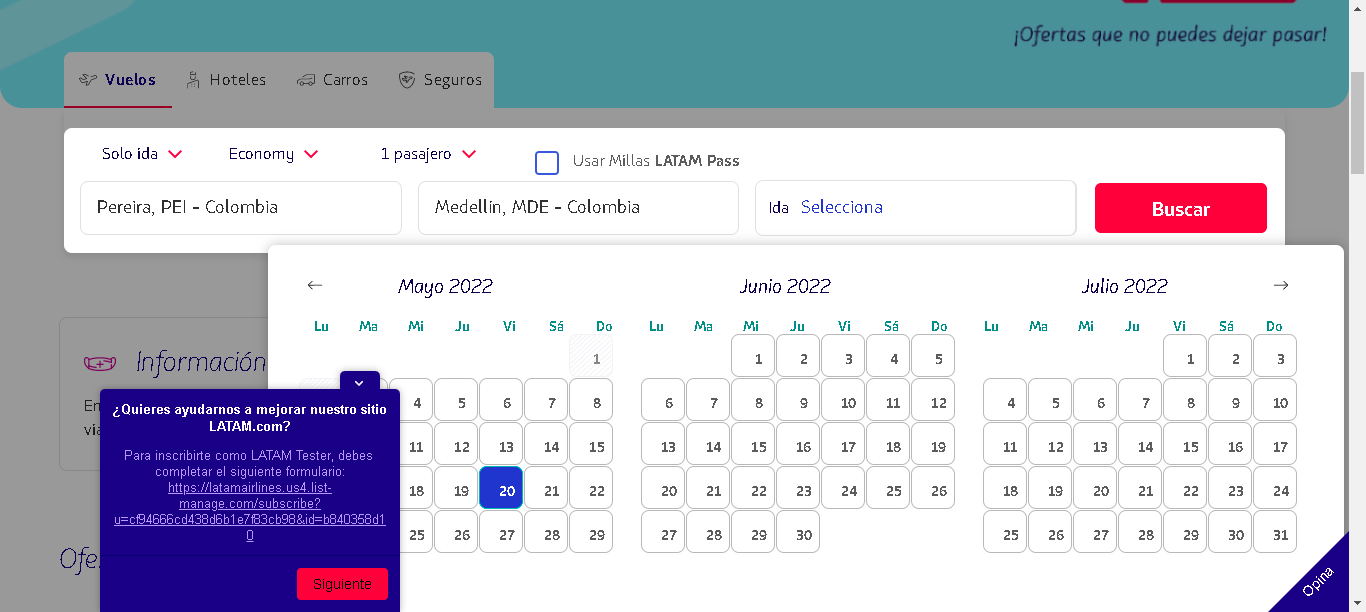 ¡Ofertas que no puedes dejar pasar!
Vuelos Hoteles Carros Seguros
Solo ida Economy 1 pasajero Usar Millas LATAM Pass
Pereira, PEI - Colombia Medellín, MDE - Colombia Ida Selecciona Buscar
Mayo 2022 Junio 2022 Julio 2022
Lu Ma Mi Ju Vi Sá Do Lu Ma Mi Ju Vi Sá Do Lu Ma Mi Ju Vi Sá Do
1 1 2 3 4 5 1 2 3
4 5 6 7 8 6 7 8 9 10 11 12 4 5 6 7 8 9 10
11 12 13 14 15 13 14 15 16 17 18 19 11 12 13 14 15 16 17
18 19 20 21 22 20 21 22 23 24 25 26 18 19 20 21 22 23 24
25 26 27 28 29 27 28 29 30 25 26 27 28 29 30 31
Información
En
via
Ofe
¿Quieres ayudarnos a mejorar nuestro sitio
LATAM.com?
Para inscribirte como LATAM Tester, debes
completar el siguiente formulario:
https://latamairlines.us4.list-
manage.com/subscribe?
u=cf94666cd438d6b1e7f83cb98&id=b840358d1
0
Siguiente
Opina